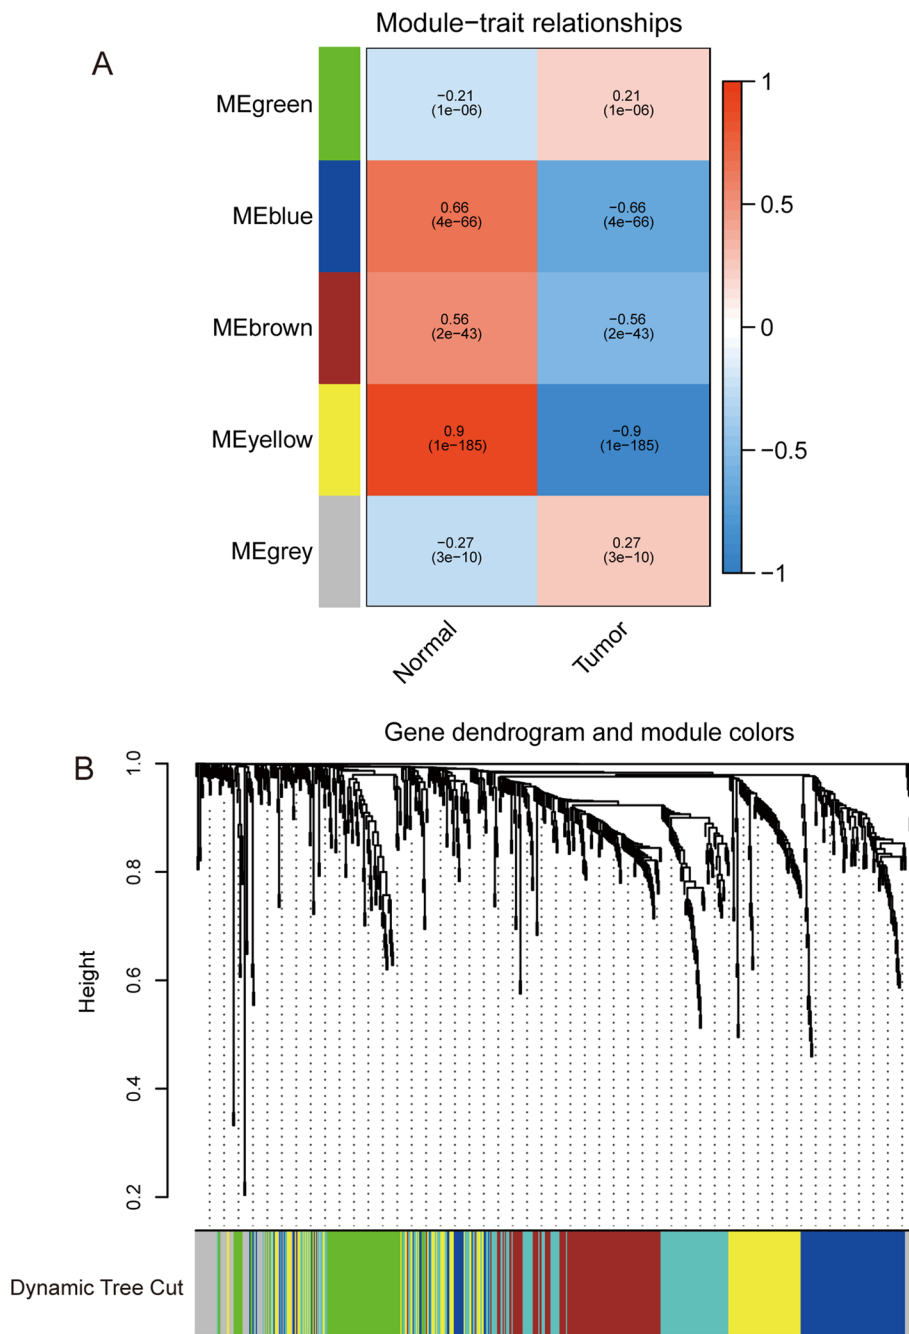 Module−trait relationships
A
MEgreen
−0.21
(1e−06)
0.21
(1e−06)
MEblue
0.66
(4e−66)
−0.66
(4e−66)
MEbrown
0.56
(2e−43)
−0.56
(2e−43)
MEyellow
0.9
(1e−185)
−0.9
(1e−185)
MEgrey
−0.27
(3e−10)
0.27
(3e−10)
1
0.5
0
−0.5
−1
Normal
Tumor
Gene dendrogram and module colors
B
Height
1.0
0.8
0.6
0.4
0.2
Dynamic Tree Cut